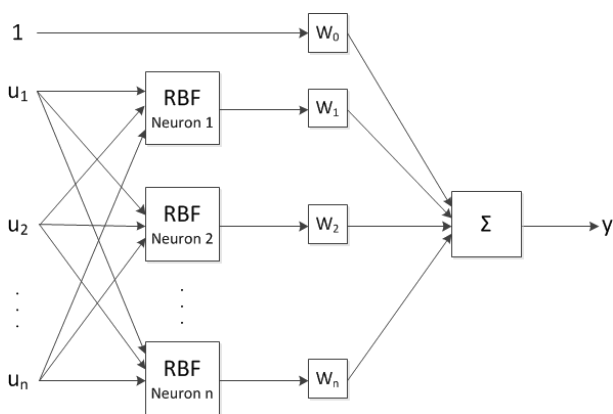 1
W0
u1
RBF
Neuron 1
W1
u2
RBF
Neuron 2
W2
Σ
y
. . .
. . .
un
RBF
Neuron n
Wn